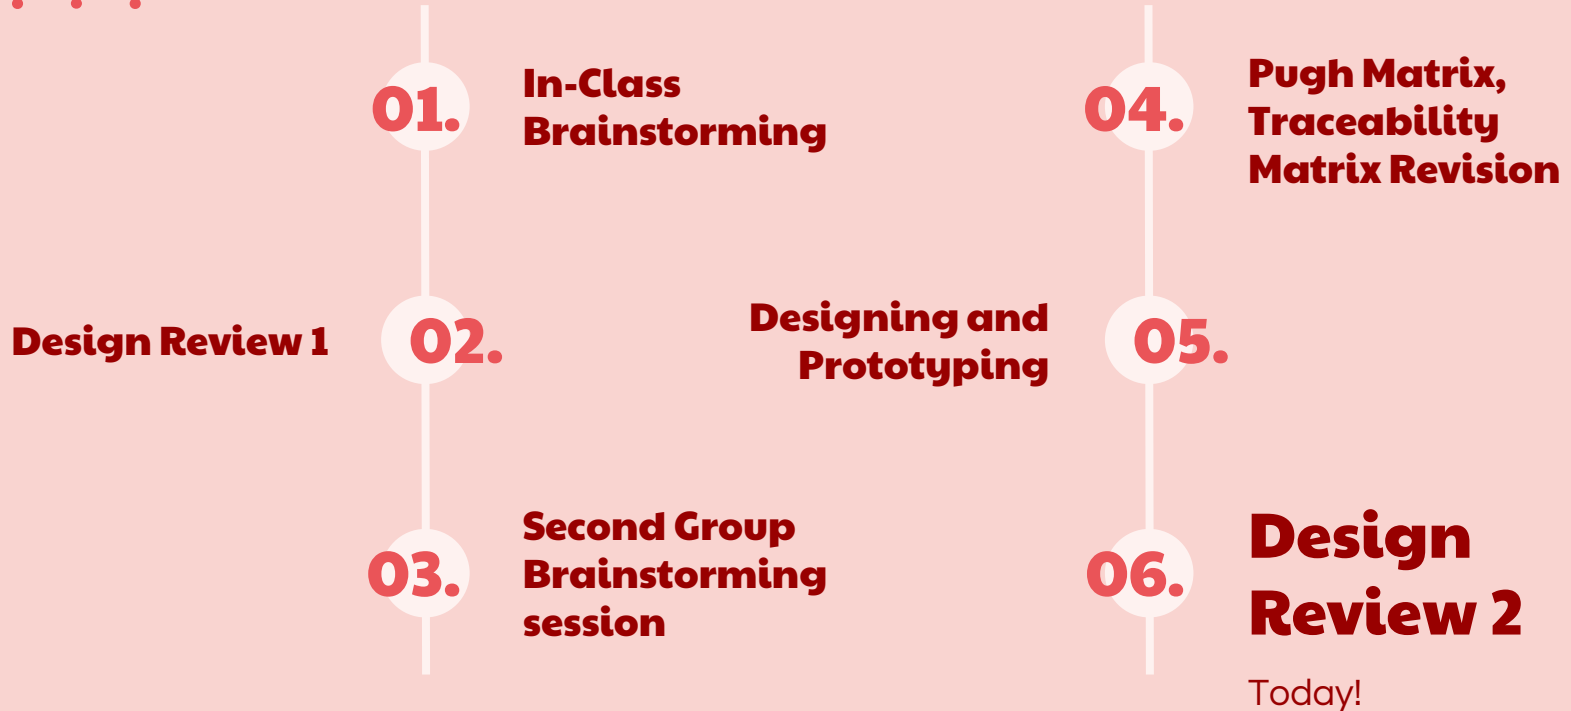 01.
In-Class
Brainstorming
Design Review 1
02.
03.
Second Group
Brainstorming
session
04.
Pugh Matrix,
Traceability
Matrix Revision
Designing and
Prototyping
05.
06.
Design
Review 2
Today!